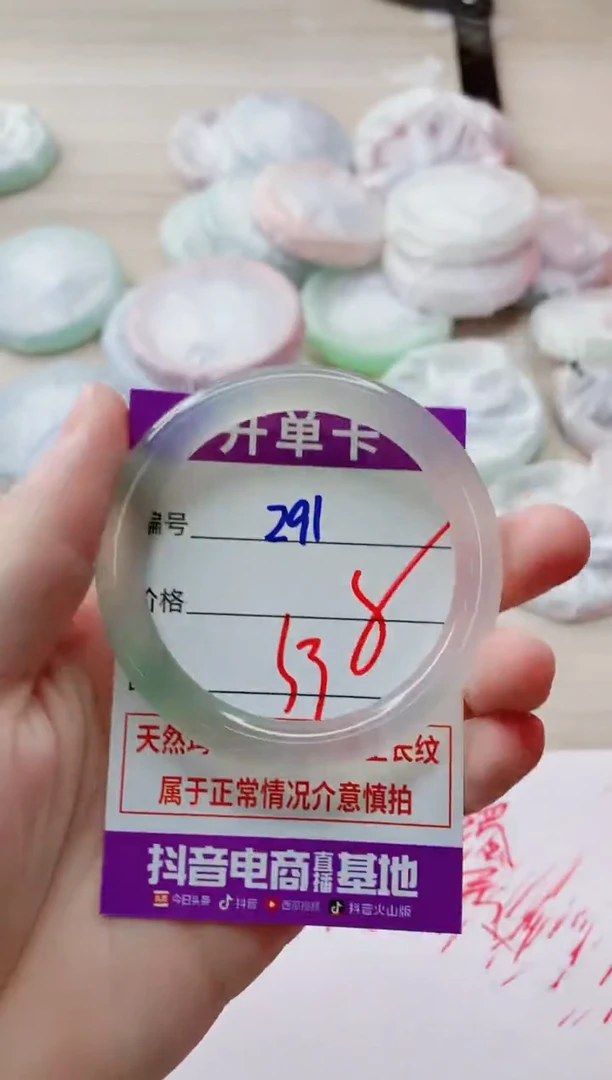 开单卡
编号 291
价格
天然 生长纹
属于正常情况介意慎拍
抖音电商直播基地
今日头条 抖音 西瓜视频 抖音火山版